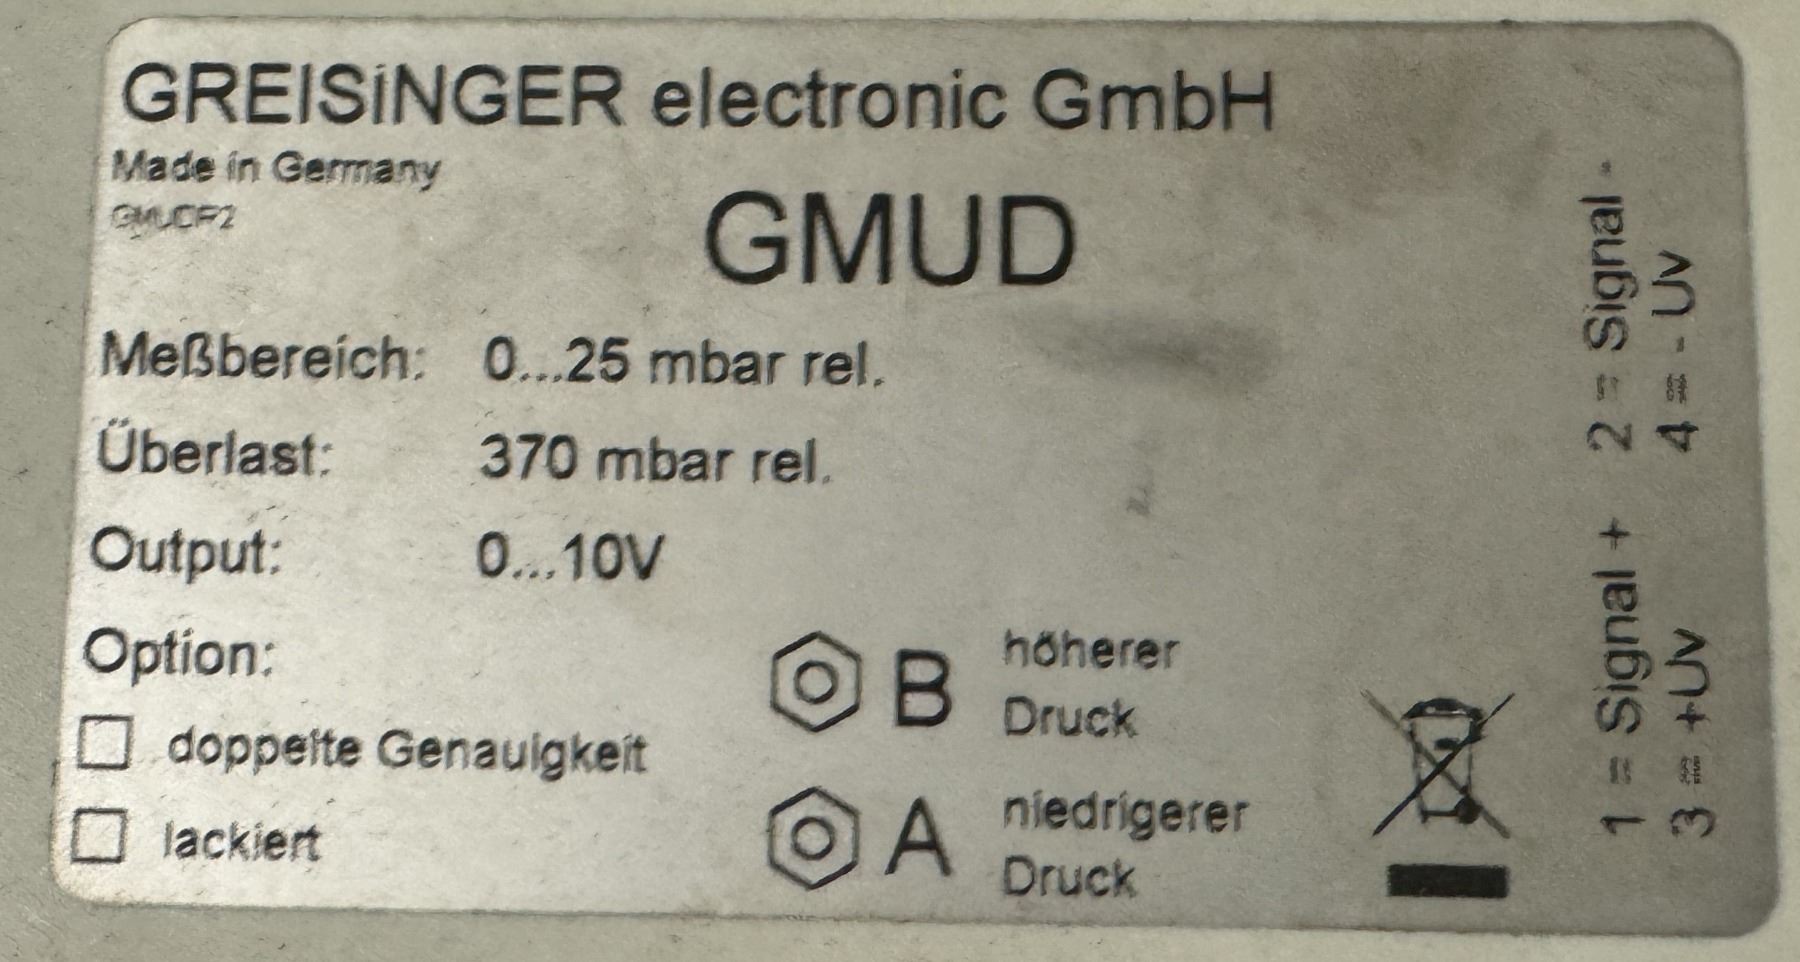 GREISiNGER electronic GmbH
Made in Germany
GMUD
Meßbereich: 0...25 mbar rel.
Überlast: 370 mbar rel.
Output: 0...10V
Option:
doppelte Genauigkeit
lackiert
B höherer
Druck
A niedrigerer
Druck
1 = Signal + 2 = Signal -
3 = +Uv 4 = - Uv